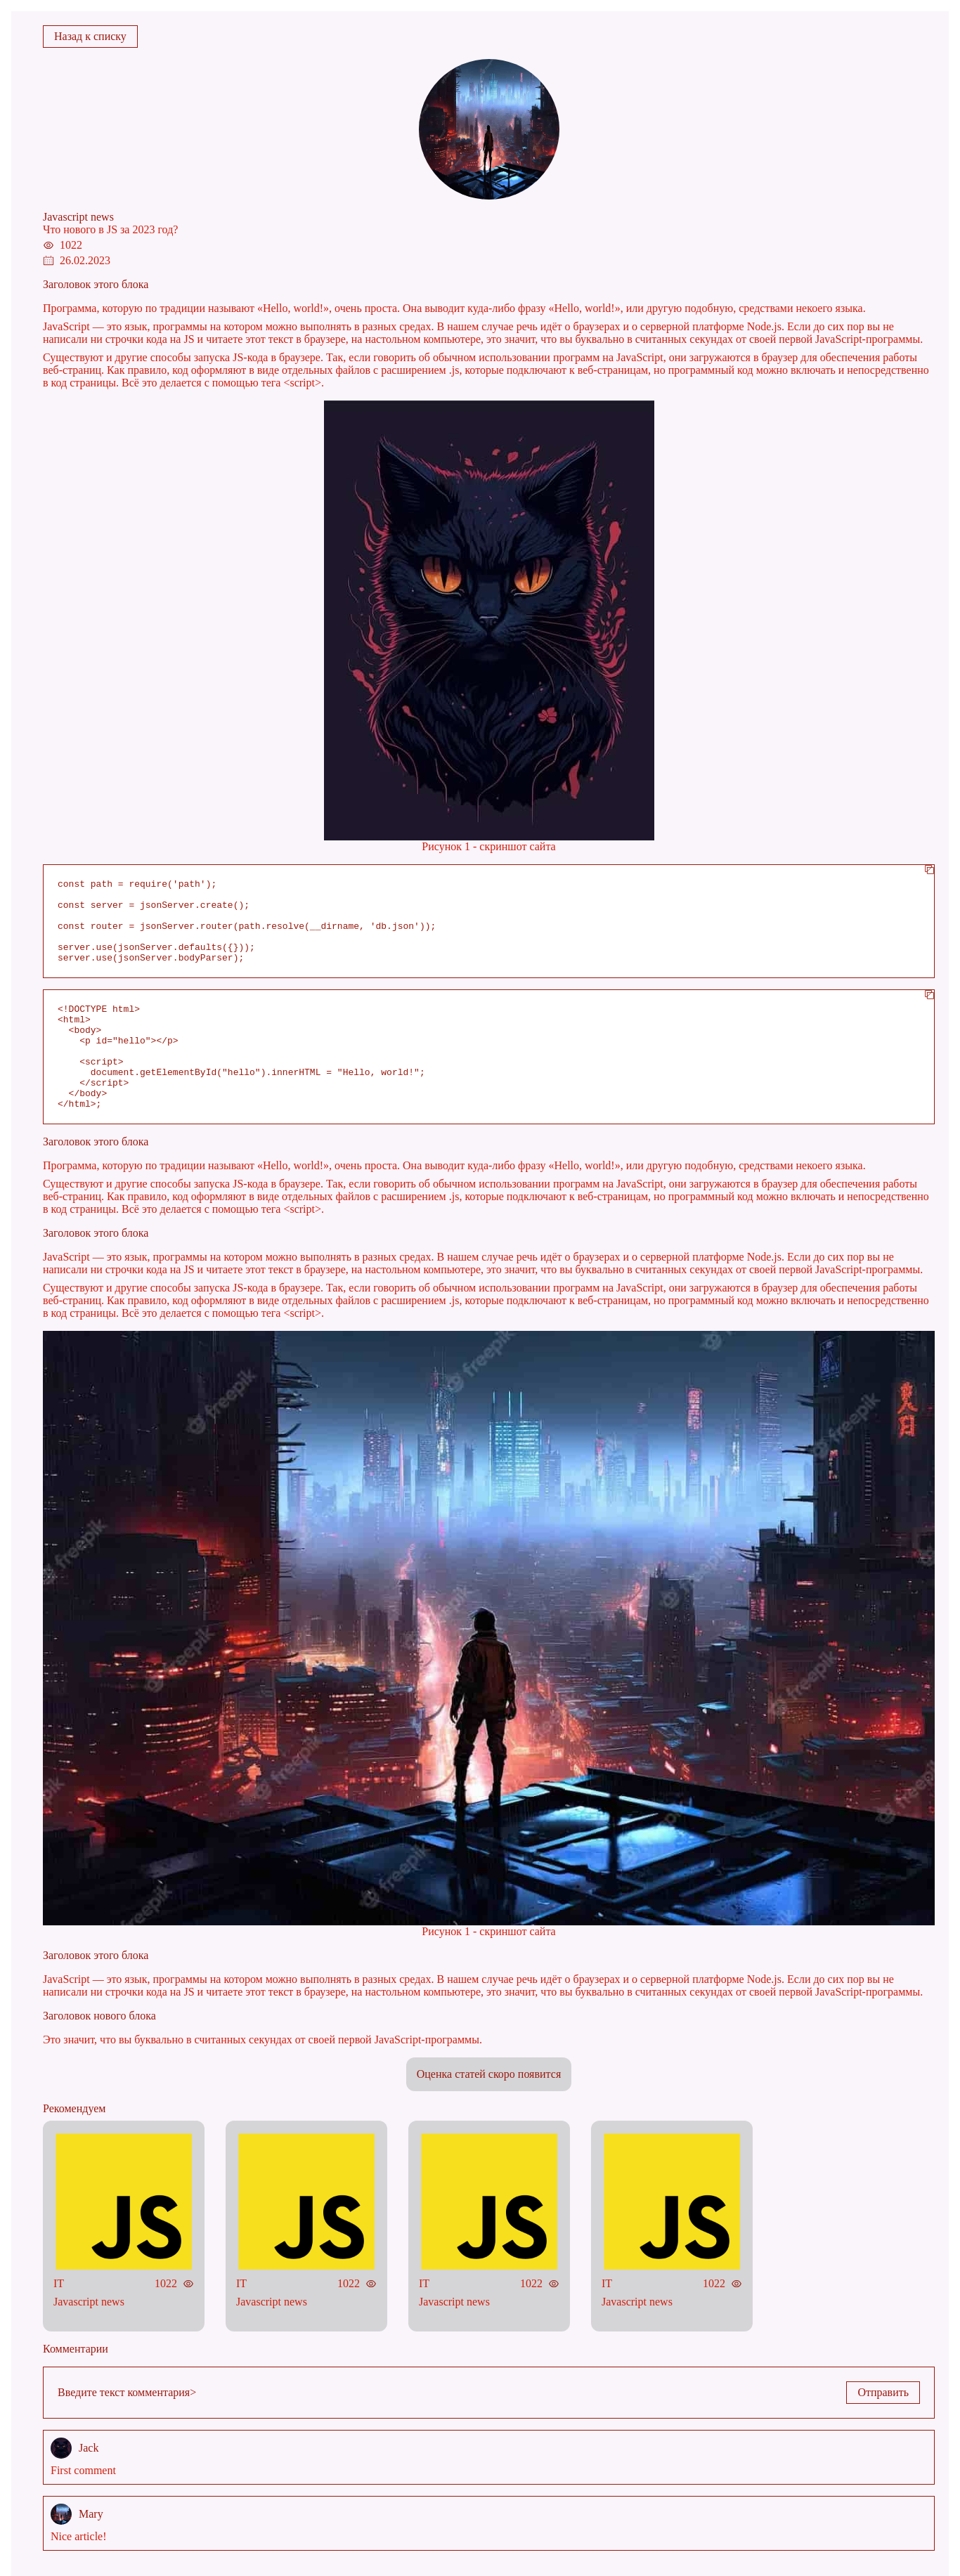 Назад к списку
Javascript news
Что нового в JS за 2023 год?
1022
26.02.2023
Заголовок этого блока
Программа, которую по традиции называют «Hello, world!», очень проста. Она выводит куда-либо фразу «Hello, world!», или другую подобную, средствами некоего языка.
JavaScript — это язык, программы на котором можно выполнять в разных средах. В нашем случае речь идёт о браузерах и о серверной платформе Node.js. Если до сих пор вы не
написали ни строчки кода на JS и читаете этот текст в браузере, на настольном компьютере, это значит, что вы буквально в считанных секундах от своей первой JavaScript-программы.
Существуют и другие способы запуска JS-кода в браузере. Так, если говорить об обычном использовании программ на JavaScript, они загружаются в браузер для обеспечения работы
веб-страниц. Как правило, код оформляют в виде отдельных файлов с расширением .js, которые подключают к веб-страницам, но программный код можно включать и непосредственно
в код страницы. Всё это делается с помощью тега <script>.
Рисунок 1 - скриншот сайта
const path = require('path');
const server = jsonServer.create();
const router = jsonServer.router(path.resolve(__dirname, 'db.json'));
server.use(jsonServer.defaults({}));
server.use(jsonServer.bodyParser);
<!DOCTYPE html>
<html>
<body>
<p id="hello"></p>
<script>
document.getElementById("hello").innerHTML = "Hello, world!";
</script>
</body>
</html>;
Заголовок этого блока
Программа, которую по традиции называют «Hello, world!», очень проста. Она выводит куда-либо фразу «Hello, world!», или другую подобную, средствами некоего языка.
Существуют и другие способы запуска JS-кода в браузере. Так, если говорить об обычном использовании программ на JavaScript, они загружаются в браузер для обеспечения работы
веб-страниц. Как правило, код оформляют в виде отдельных файлов с расширением .js, которые подключают к веб-страницам, но программный код можно включать и непосредственно
в код страницы. Всё это делается с помощью тега <script>.
Заголовок этого блока
JavaScript — это язык, программы на котором можно выполнять в разных средах. В нашем случае речь идёт о браузерах и о серверной платформе Node.js. Если до сих пор вы не
написали ни строчки кода на JS и читаете этот текст в браузере, на настольном компьютере, это значит, что вы буквально в считанных секундах от своей первой JavaScript-программы.
Существуют и другие способы запуска JS-кода в браузере. Так, если говорить об обычном использовании программ на JavaScript, они загружаются в браузер для обеспечения работы
веб-страниц. Как правило, код оформляют в виде отдельных файлов с расширением .js, которые подключают к веб-страницам, но программный код можно включать и непосредственно
в код страницы. Всё это делается с помощью тега <script>.
freepik
freepik
freepik
freepik
freepik
freepik
freepik
freepik
freepik
freepik
Рисунок 1 - скриншот сайта
Заголовок этого блока
JavaScript — это язык, программы на котором можно выполнять в разных средах. В нашем случае речь идёт о браузерах и о серверной платформе Node.js. Если до сих пор вы не
написали ни строчки кода на JS и читаете этот текст в браузере, на настольном компьютере, это значит, что вы буквально в считанных секундах от своей первой JavaScript-программы.
Заголовок нового блока
Это значит, что вы буквально в считанных секундах от своей первой JavaScript-программы.
Оценка статей скоро появится
Рекомендуем
JS JS JS JS
IT 1022 IT 1022 IT 1022 IT 1022
Javascript news Javascript news Javascript news Javascript news
Комментарии
Введите текст комментария> Отправить
Jack
First comment
Mary
Nice article!